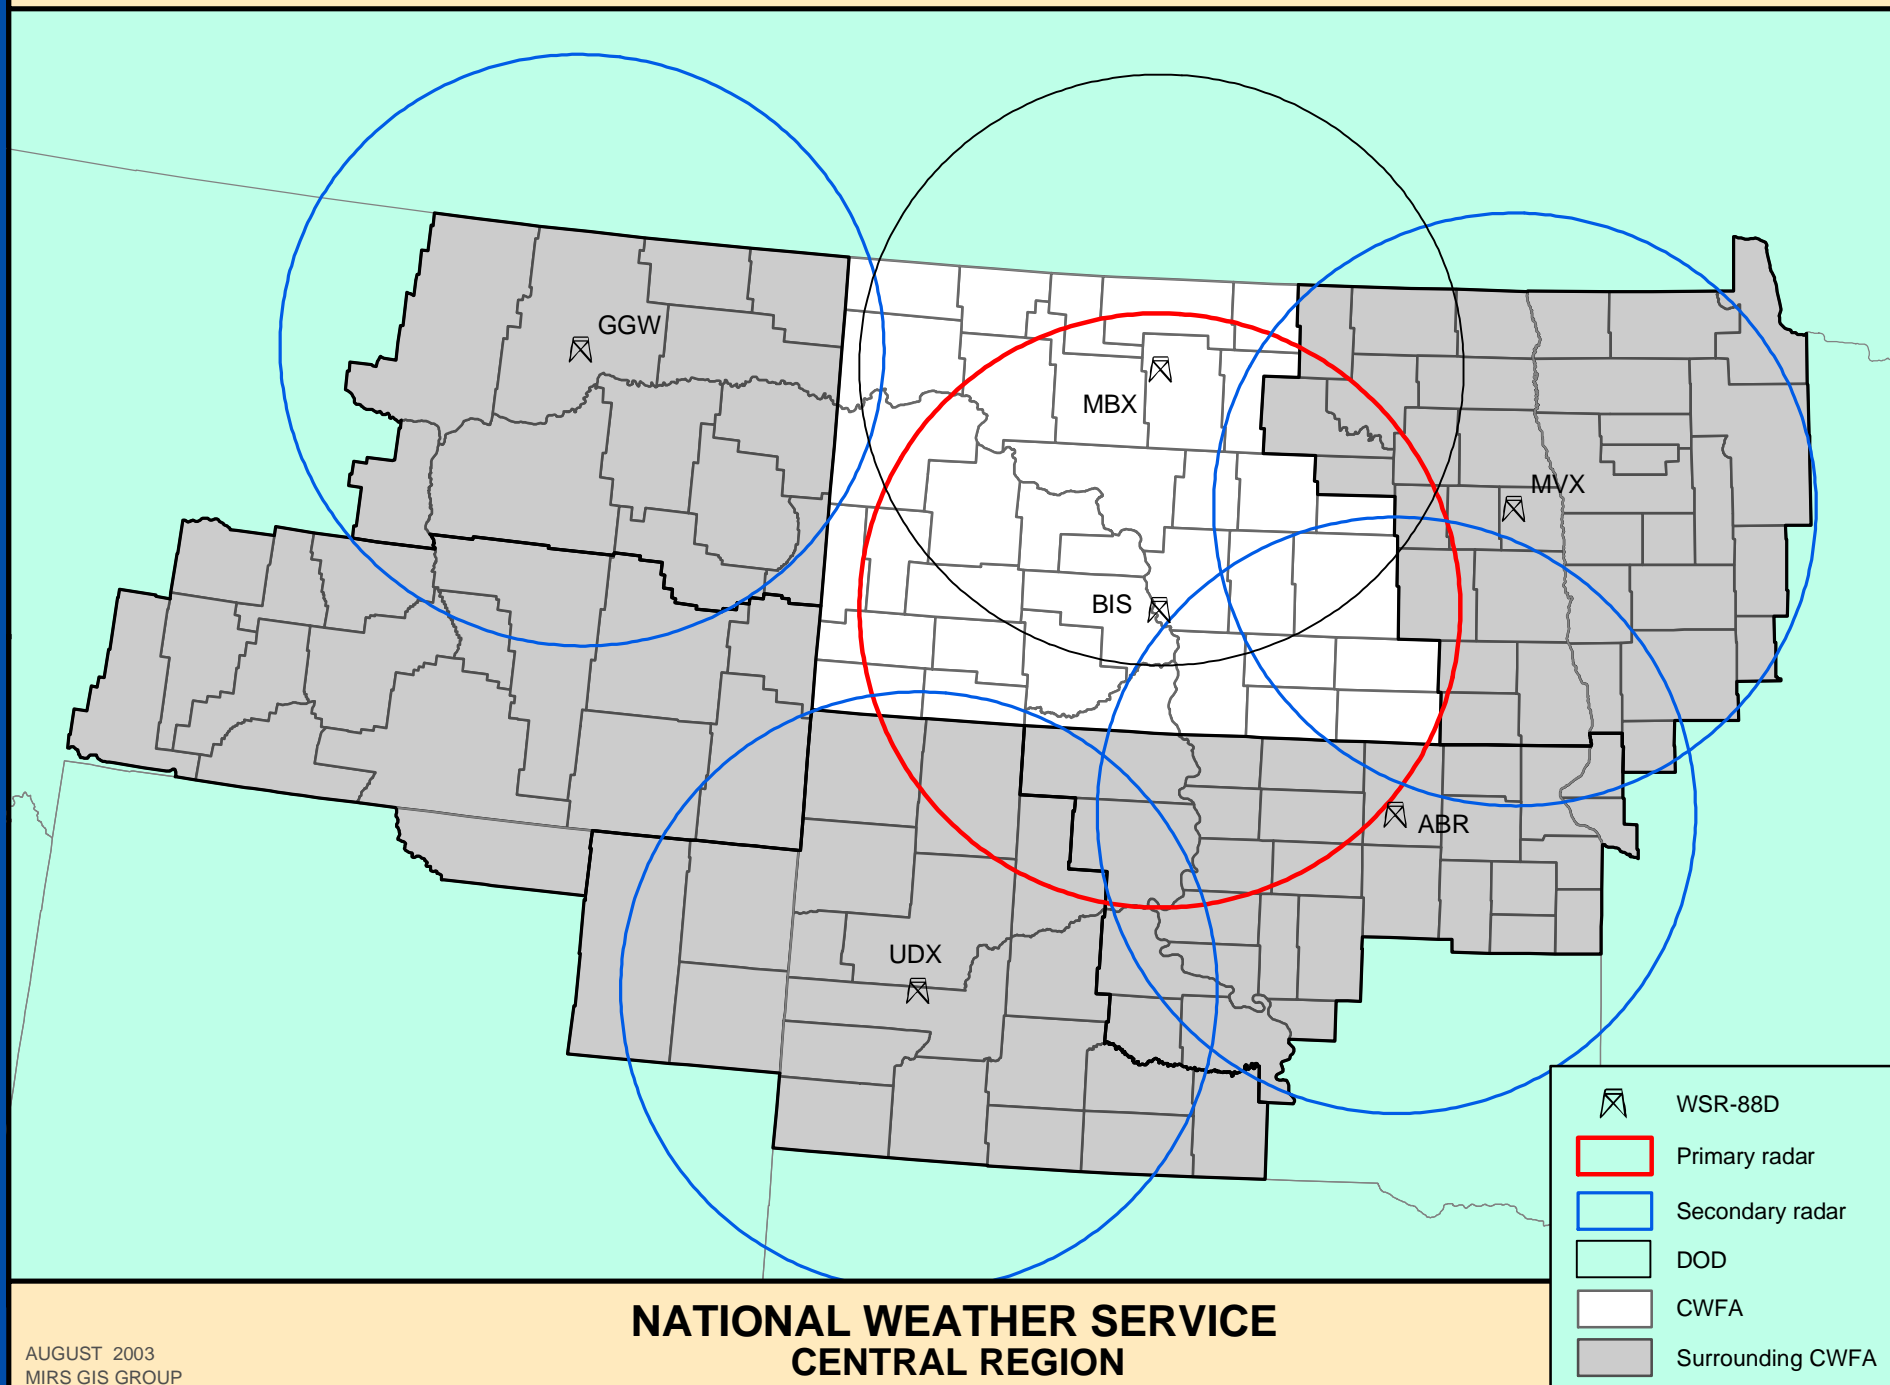 GGW
MBX
MVX
BIS
ABR
UDX
WSR-88D
Primary radar
Secondary radar
DOD
CWFA
Surrounding CWFA
NATIONAL WEATHER SERVICE
CENTRAL REGION
AUGUST 2003
MIRS GIS GROUP